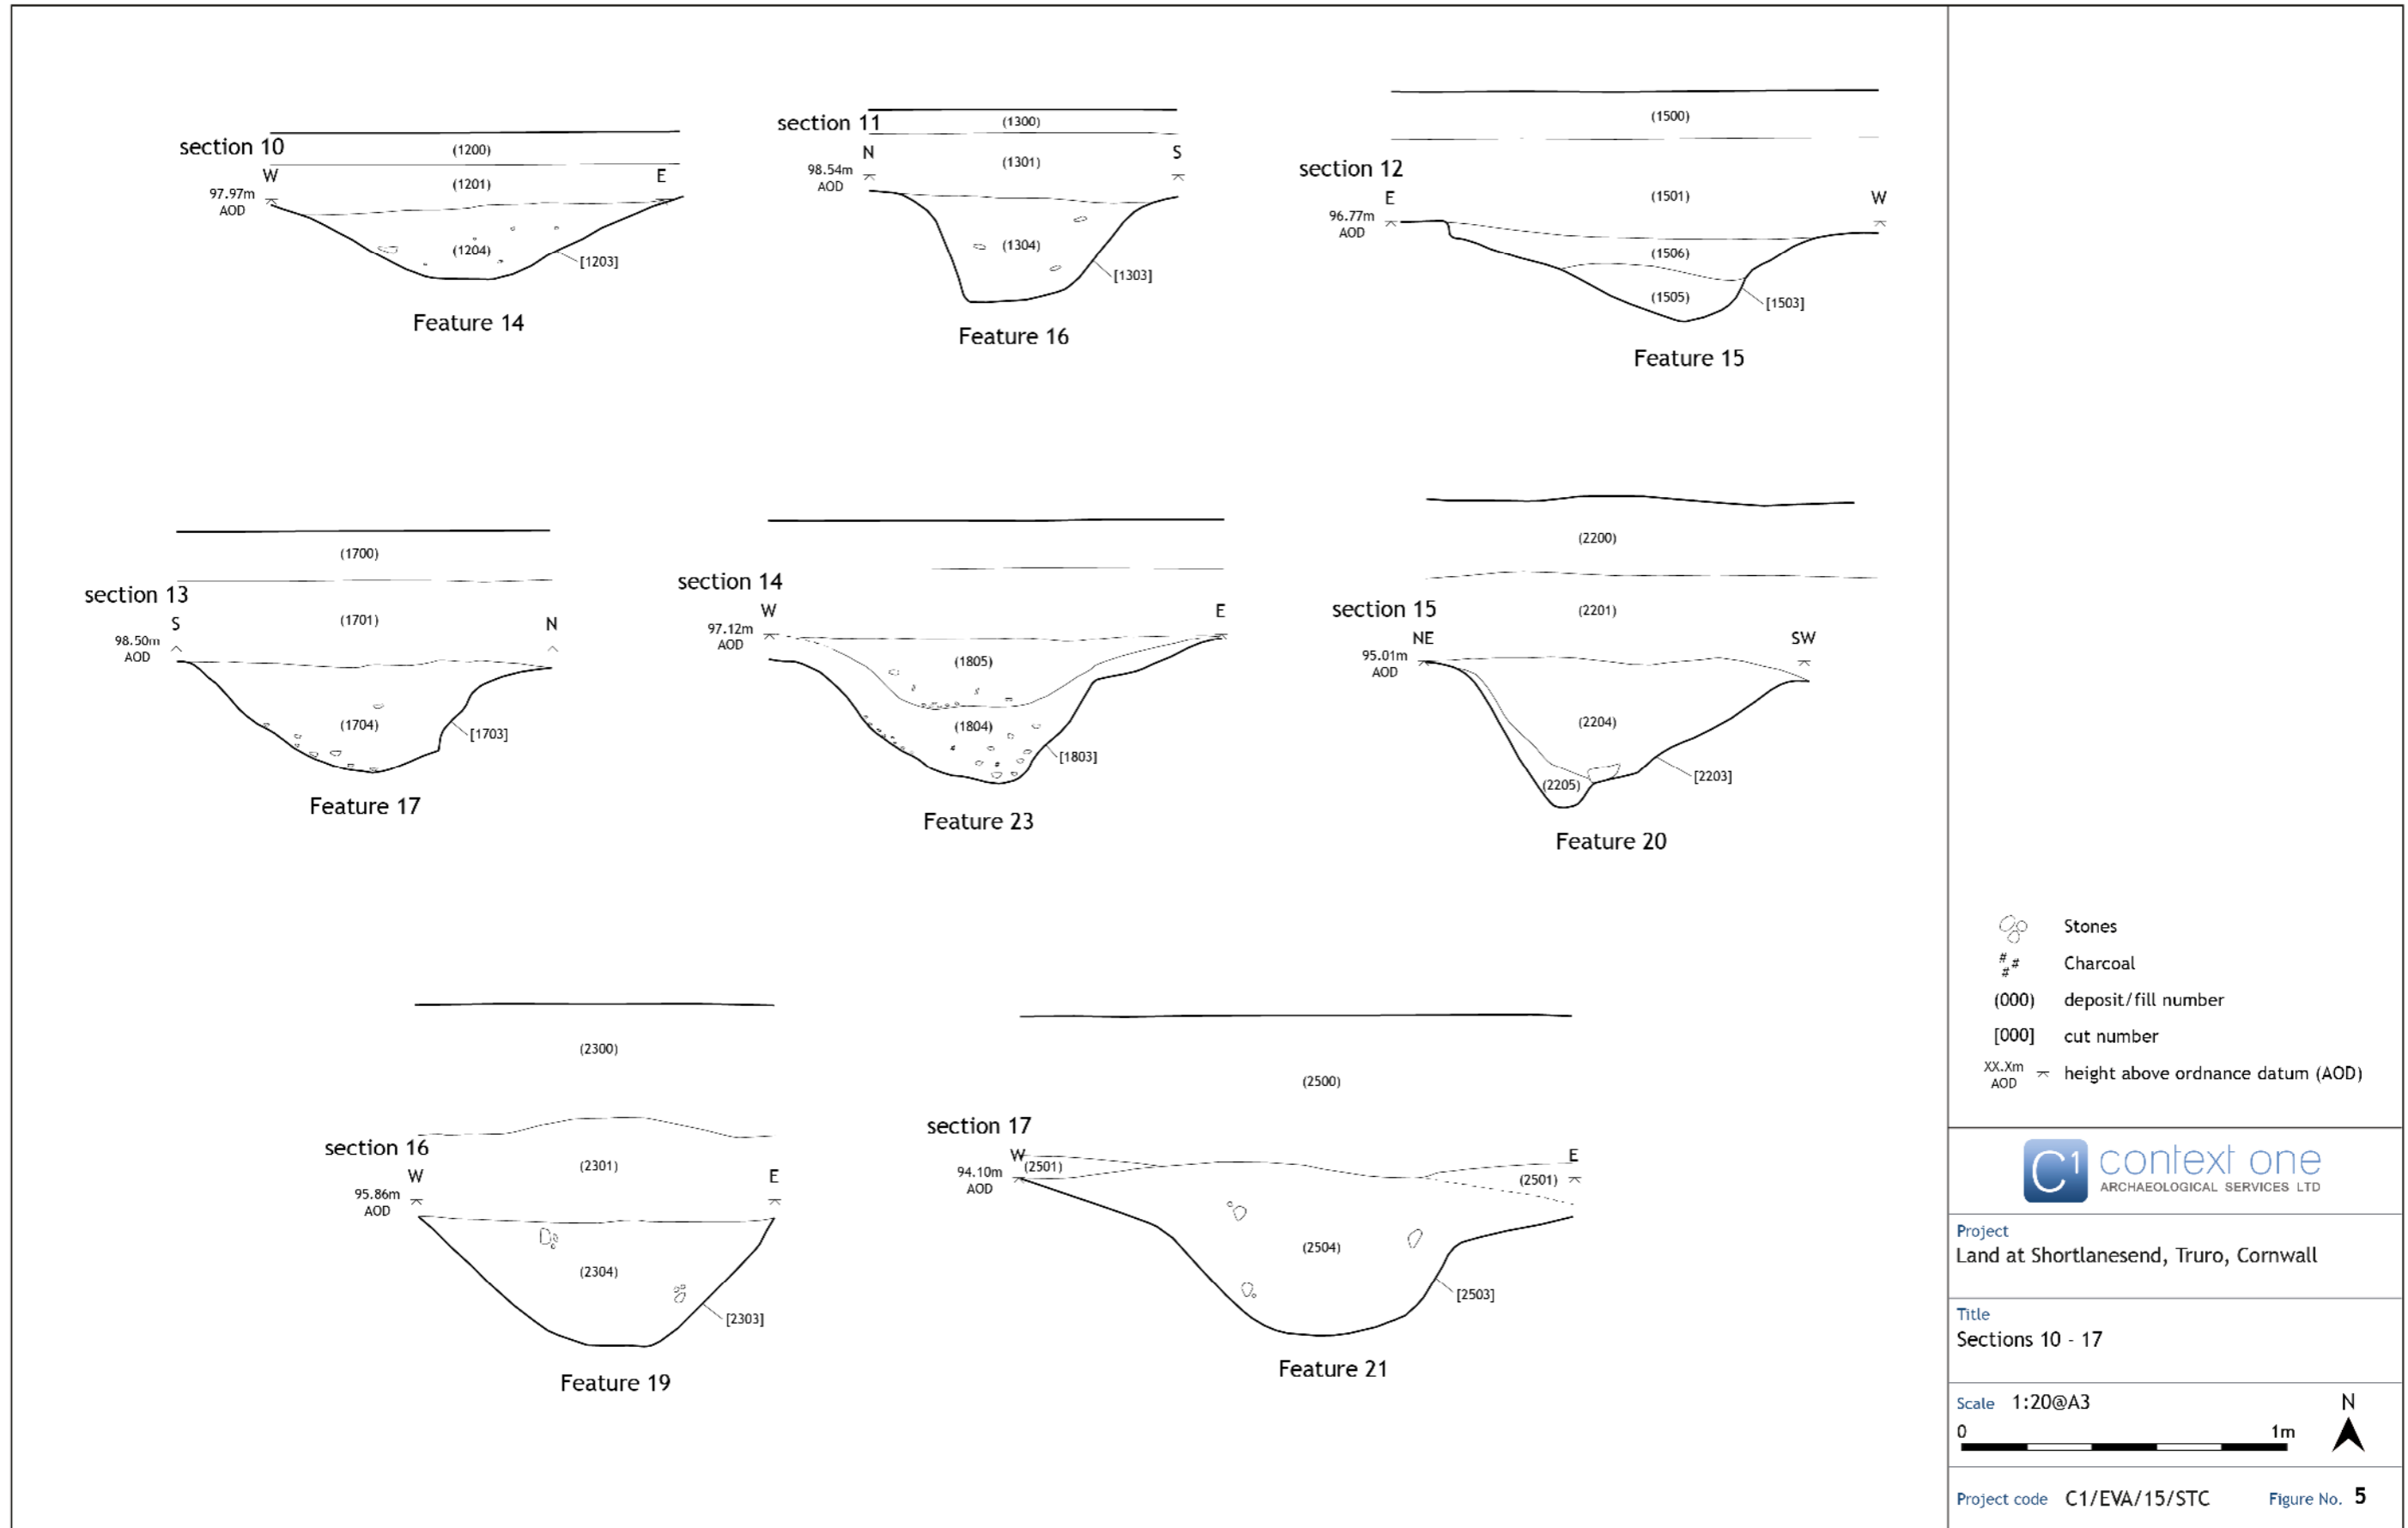 section 10
W
E
97.97m
AOD
(1200)
(1201)
(1204)
[1203]
Feature 14
section 11
N
S
98.54m
AOD
(1300)
(1301)
(1304)
[1303]
Feature 16
section 12
E
W
96.77m
AOD
(1500)
(1501)
(1506)
(1505)
[1503]
Feature 15
section 13
S
N
98.50m
AOD
(1700)
(1701)
(1704)
[1703]
Feature 17
section 14
W
E
97.12m
AOD
(1805)
(1804)
[1803]
Feature 23
section 15
NE
SW
95.01m
AOD
(2200)
(2201)
(2204)
(2205)
[2203]
Feature 20
section 16
W
E
95.86m
AOD
(2300)
(2301)
(2304)
[2303]
Feature 19
section 17
W
E
94.10m
AOD
(2500)
(2501)
(2501)
(2504)
[2503]
Feature 21
Stones
# # # Charcoal
(000) deposit/fill number
[000] cut number
XX.Xm
AOD height above ordnance datum (AOD)
C1 context one
ARCHAEOLOGICAL SERVICES LTD
Project
Land at Shortlanesend, Truro, Cornwall
Title
Sections 10 - 17
Scale 1:20@A3
N
0 1m
Project code C1/EVA/15/STC Figure No. 5